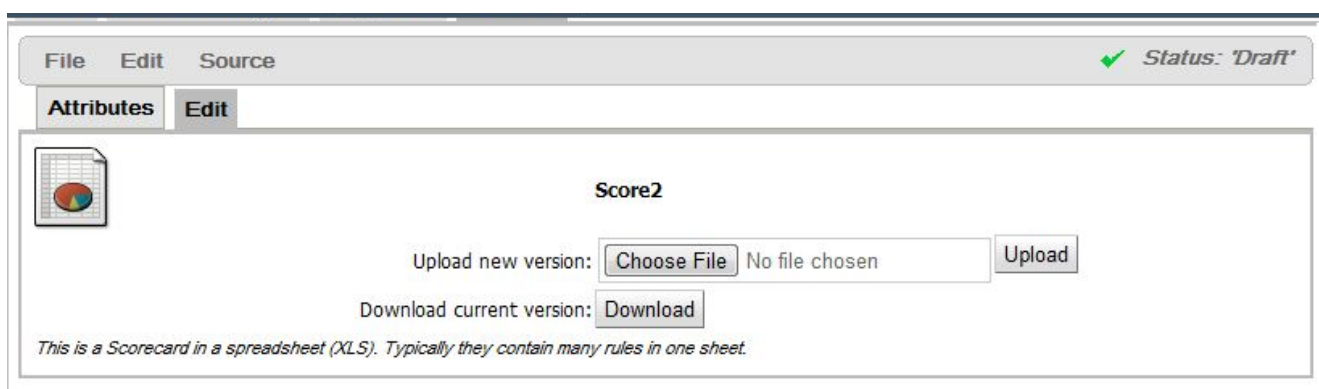 File Edit Source
Status: 'Draft'
Attributes Edit
Score2
Upload new version: Choose File No file chosen Upload
Download current version: Download
This is a Scorecard in a spreadsheet (XLS). Typically they contain many rules in one sheet.